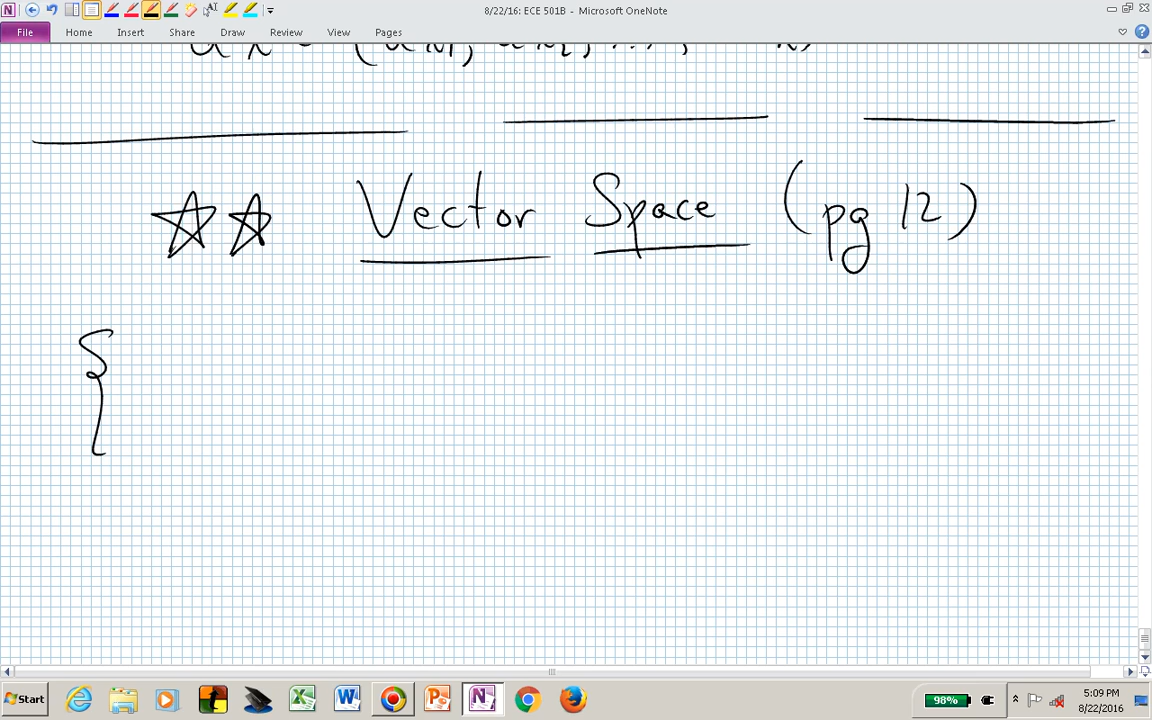 8/22/16: ECE 501B - Microsoft OneNote
File Home Insert Share Draw Review View Pages
Vector Space (pg 12)
{
98%
5:09 PM
8/22/2016
Start